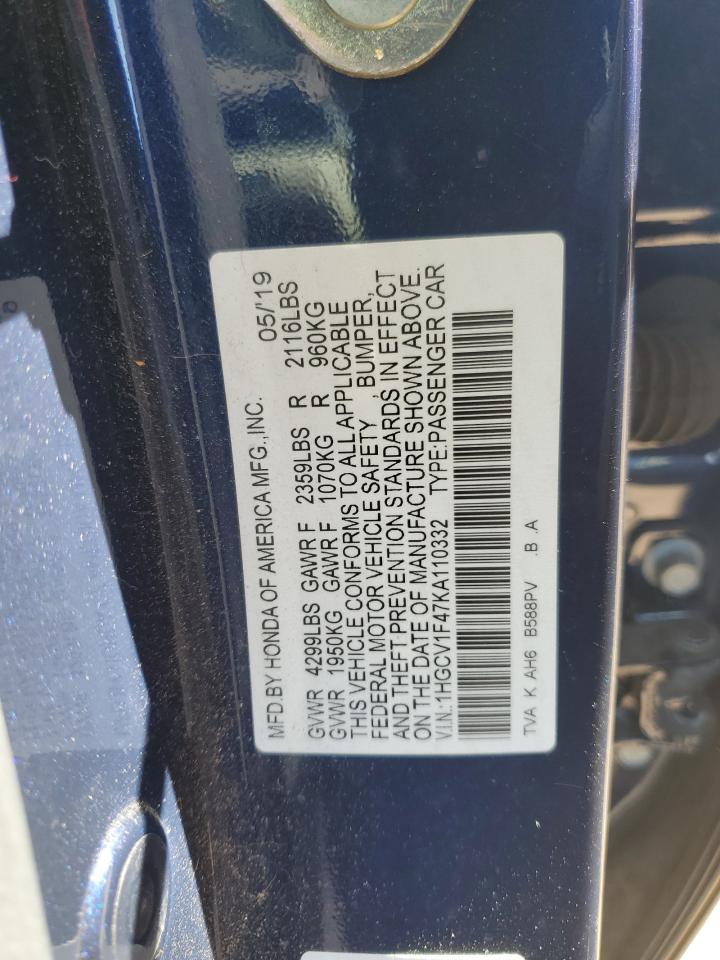 MFD.BY HONDA OF AMERICA MFG.,INC. 05/'19
GVWR 4299LBS GAWR F 2359LBS R 2116LBS
GVWR 1950KG GAWR F 1070KG R 960KG
THIS VEHICLE CONFORMS TO ALL APPLICABLE
FEDERAL MOTOR VEHICLE SAFETY, BUMPER,
AND THEFT PREVENTION STANDARDS IN EFFECT
ON THE DATE OF MANUFACTURE SHOWN ABOVE.
V.I.N.:1HGCV1F47KA110332 TYPE:PASSENGER CAR
TVA K AH6 B588PV .B .A